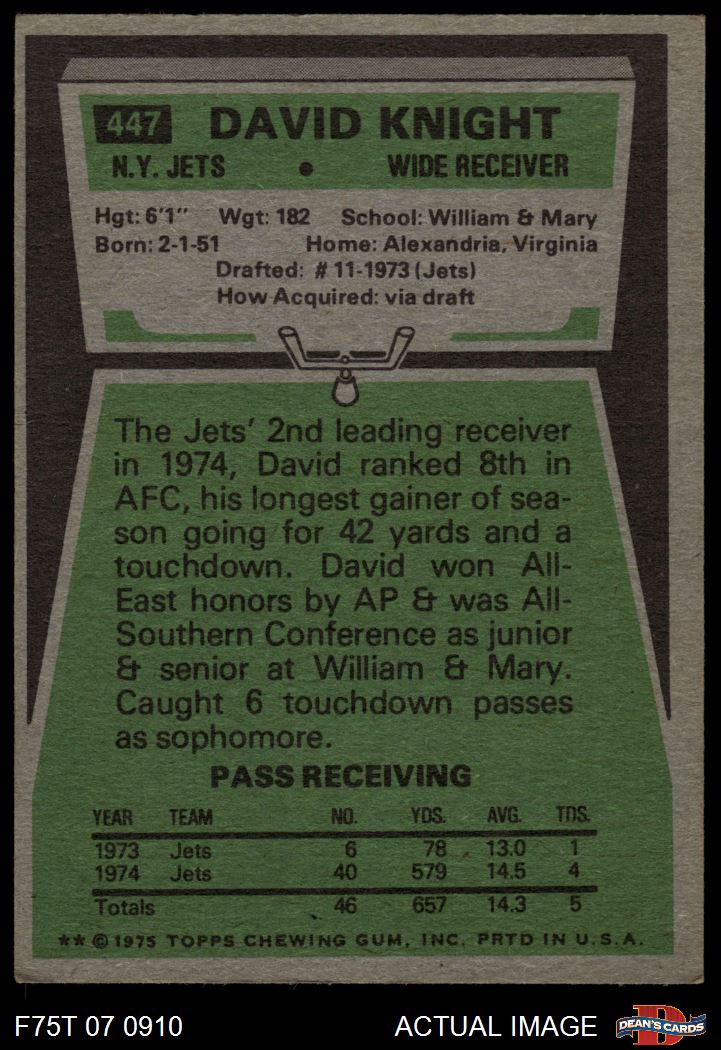 447 DAVID KNIGHT
N.Y. JETS • WIDE RECEIVER
Hgt: 6'1" Wgt: 182 School: William & Mary
Born: 2-1-51 Home: Alexandria, Virginia
Drafted: #11-1973 (Jets)
How Acquired: via draft
The Jets' 2nd leading receiver
in 1974, David ranked 8th in
AFC, his longest gainer of sea-
son going for 42 yards and a
touchdown. David won All-
East honors by AP & was All-
Southern Conference as junior
& senior at William & Mary.
Caught 6 touchdown passes
as sophomore.
PASS RECEIVING
YEAR TEAM NO. YDS. AVG. TDS.
1973 Jets 6 78 13.0 1
1974 Jets 40 579 14.5 4
Totals 46 657 14.3 5
** © 1975 TOPPS CHEWING GUM, INC. PRTD IN U.S.A.
F75T 07 0910 ACTUAL IMAGE D DEAN'S CARDS